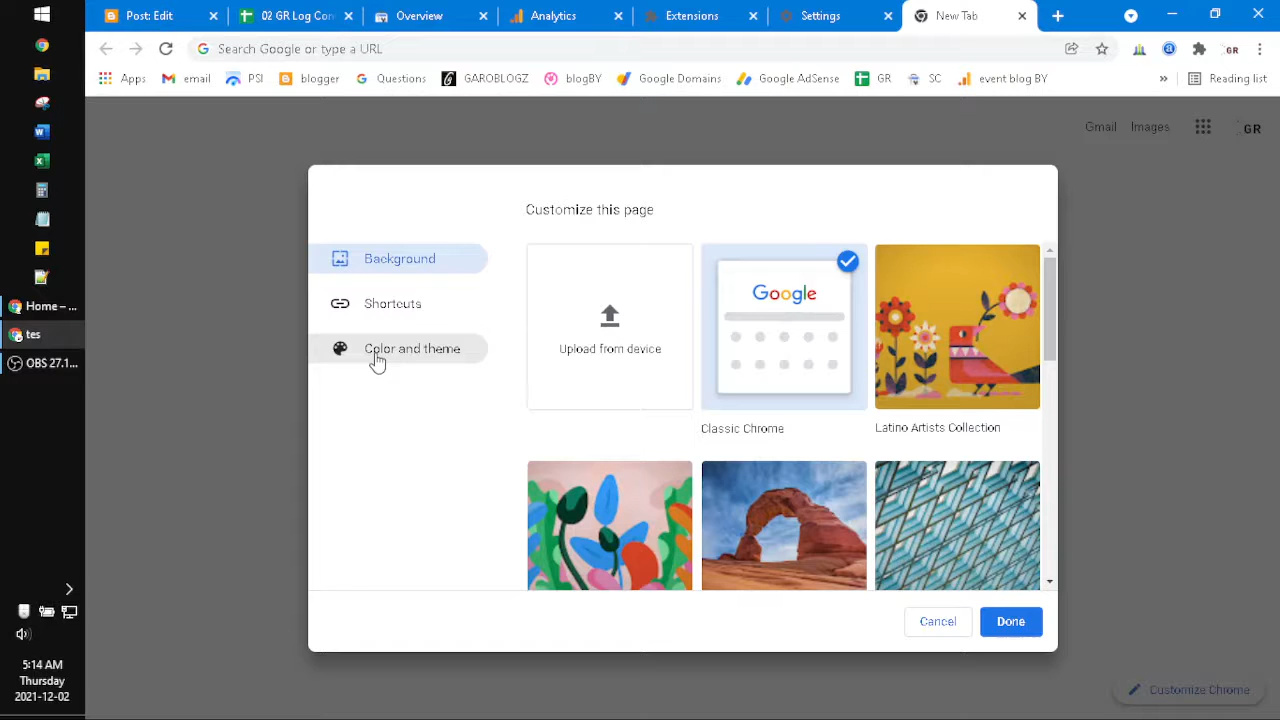 Post: Edit
02 GR Log Con
Overview
Analytics
Extensions
Settings
New Tab
Search Google or type a URL
GR
Apps
email
PSI
blogger
Questions
GAROBLOGZ
blogBY
Google Domains
Google AdSense
GR
SC
event blog BY
»
Reading list
Gmail
Images
GR
Customize this page
Background
Shortcuts
Color and theme
Upload from device
Google
Classic Chrome
Latino Artists Collection
Cancel
Done
Customize Chrome
Home – ...
tes
OBS 27.1...
5:14 AM
Thursday
2021-12-02